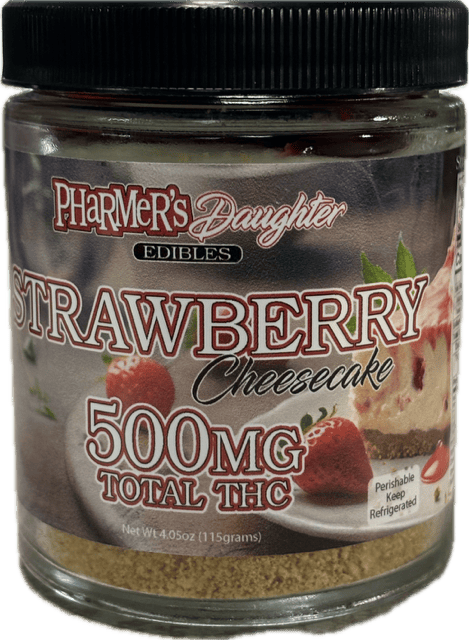 PHARMER'S Daughter
EDIBLES
STRAWBERRY
Cheesecake
500MG
TOTAL THC
Perishable
Keep
Refrigerated
Net Wt 4.05oz (115grams)